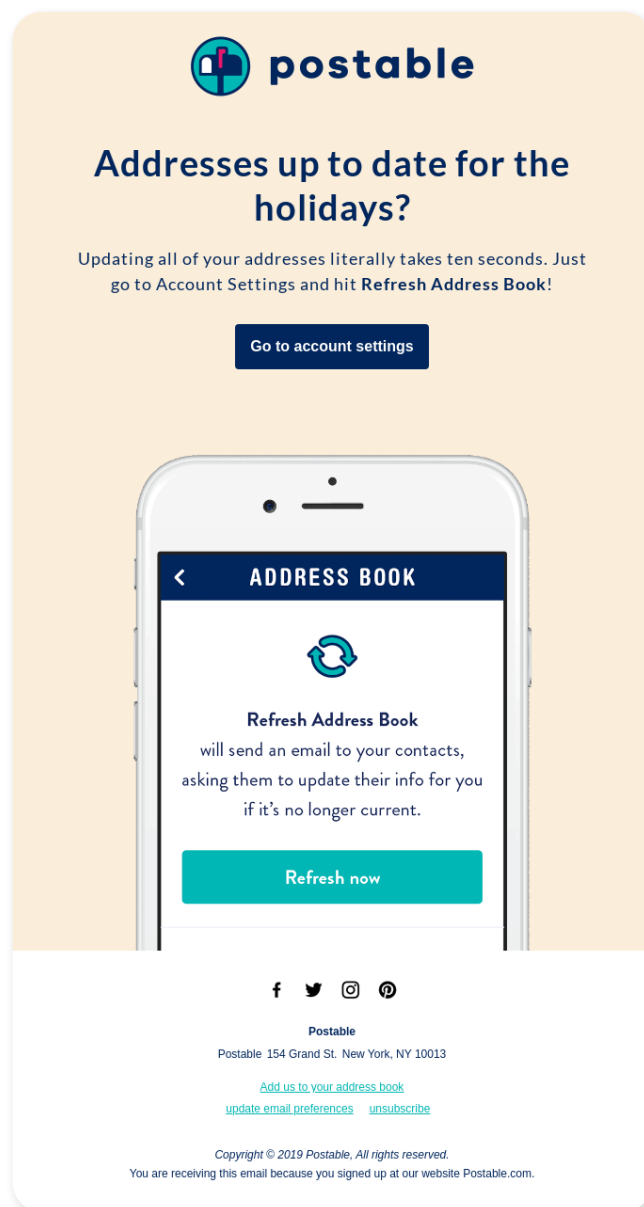 postable
Addresses up to date for the
holidays?
Updating all of your addresses literally takes ten seconds. Just
go to Account Settings and hit Refresh Address Book!
Go to account settings
ADDRESS BOOK
Refresh Address Book
will send an email to your contacts,
asking them to update their info for you
if it's no longer current.
Refresh now
Postable
Postable 154 Grand St. New York, NY 10013
Add us to your address book
update email preferences unsubscribe
Copyright © 2019 Postable, All rights reserved.
You are receiving this email because you signed up at our website Postable.com.